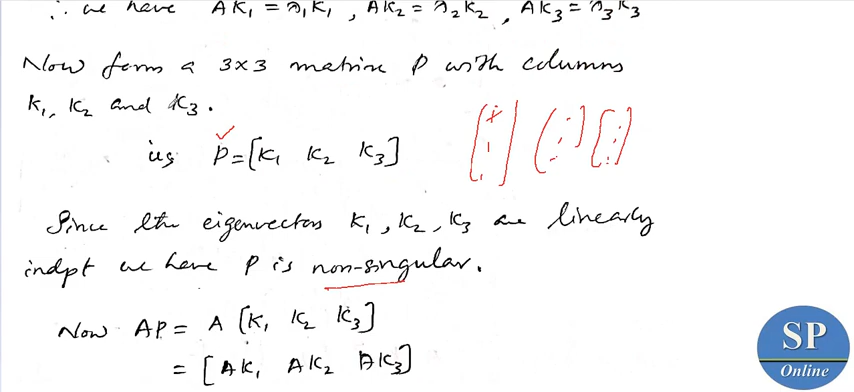 ∴ we have AK₁ = λ₁K₁, AK₂ = λ₂K₂, AK₃ = λ₃K₃
Now form a 3×3 matrix P with columns
K₁, K₂ and K₃.
ie, P = [K₁ K₂ K₃]
Since the eigenvectors K₁, K₂, K₃ are linearly
indpt we have P is non-singular.
Now AP = A [K₁ K₂ K₃]
= [AK₁ AK₂ AK₃]
SP
Online